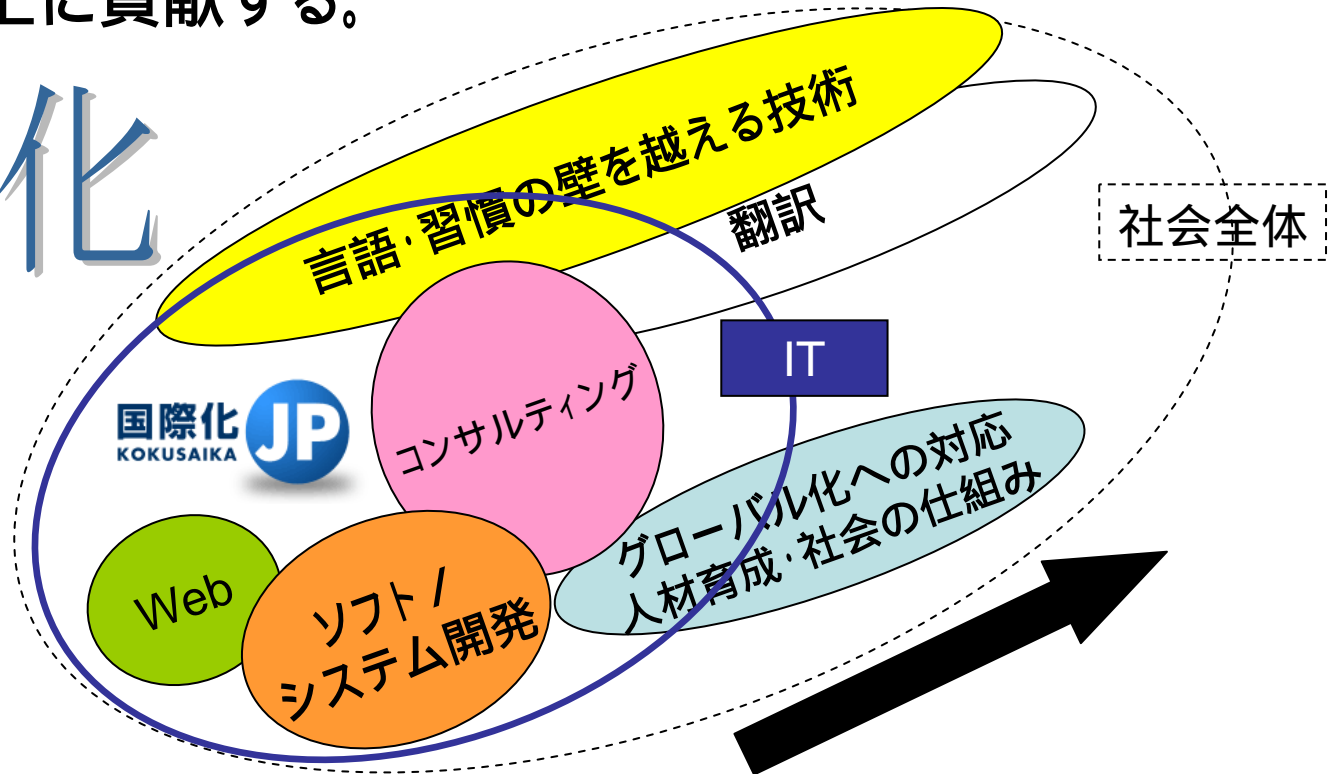 上に貢献する。
化
言語・習慣の壁を越える技術
翻訳
社会全体
IT
コンサルティング
国際化
KOKUSAIKA
JP
グローバル化への対応
人材育成・社会の仕組み
Web
ソフト/
システム開発